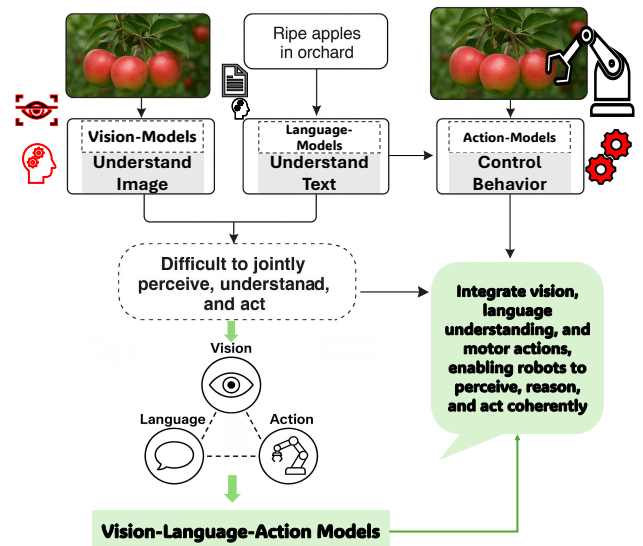 Ripe apples
in orchard
Vision-Models
Understand
Image
Language-
Models
Understand
Text
Action-Models
Control
Behavior
Difficult to jointly
perceive, understanad,
and act
Integrate vision,
language
understanding, and
motor actions,
enabling robots to
perceive, reason,
and act coherently
Vision
Language
Action
Vision-Language-Action Models